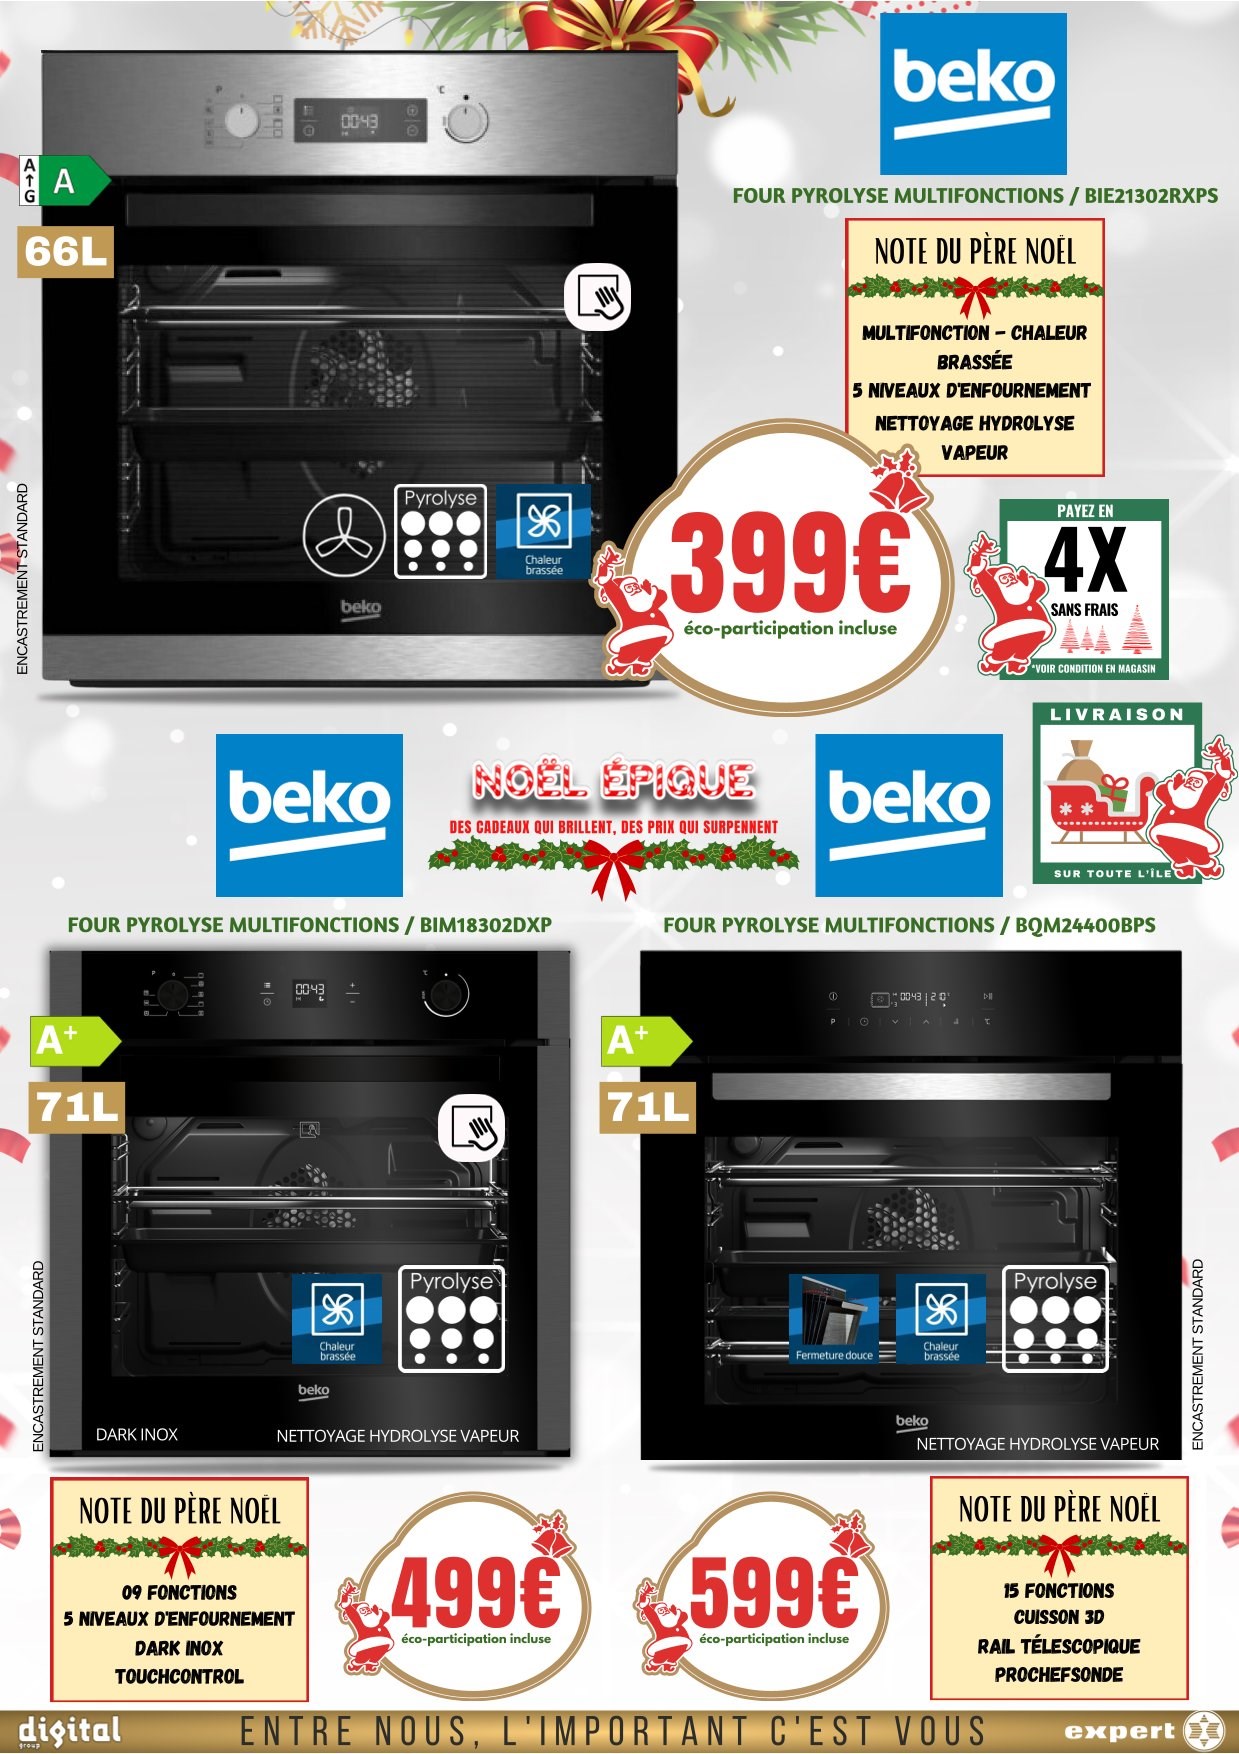 beko
FOUR PYROLYSE MULTIFONCTIONS / BIE21302RXPS
A
↑
G
A
66L
00:43
P
°C
NOTE DU PÈRE NOËL
MULTIFONCTION - CHALEUR
BRASSÉE
5 NIVEAUX D'ENFOURNEMENT
NETTOYAGE HYDROLYSE
VAPEUR
ENCASTREMENT STANDARD
Pyrolyse
Chaleur
brassée
beko
399€
éco-participation incluse
PAYEZ EN
4X
SANS FRAIS
*VOIR CONDITION EN MAGASIN
LIVRAISON
SUR TOUTE L'ÎLE
beko
NOËL ÉPIQUE
DES CADEAUX QUI BRILLENT, DES PRIX QUI SURPENNENT
beko
FOUR PYROLYSE MULTIFONCTIONS / BIM18302DXP
A+
71L
P
00:43
°C
ENCASTREMENT STANDARD
Chaleur
brassée
Pyrolyse
beko
DARK INOX
NETTOYAGE HYDROLYSE VAPEUR
FOUR PYROLYSE MULTIFONCTIONS / BQM24400BPS
A+
71L
P
°C
Fermeture douce
Chaleur
brassée
Pyrolyse
ENCASTREMENT STANDARD
beko
NETTOYAGE HYDROLYSE VAPEUR
NOTE DU PÈRE NOËL
09 FONCTIONS
5 NIVEAUX D'ENFOURNEMENT
DARK INOX
TOUCHCONTROL
499€
éco-participation incluse
599€
éco-participation incluse
NOTE DU PÈRE NOËL
15 FONCTIONS
CUISSON 3D
RAIL TÉLESCOPIQUE
PROCHEFSONDE
digital
group
ENTRE NOUS, L'IMPORTANT C'EST VOUS
expert